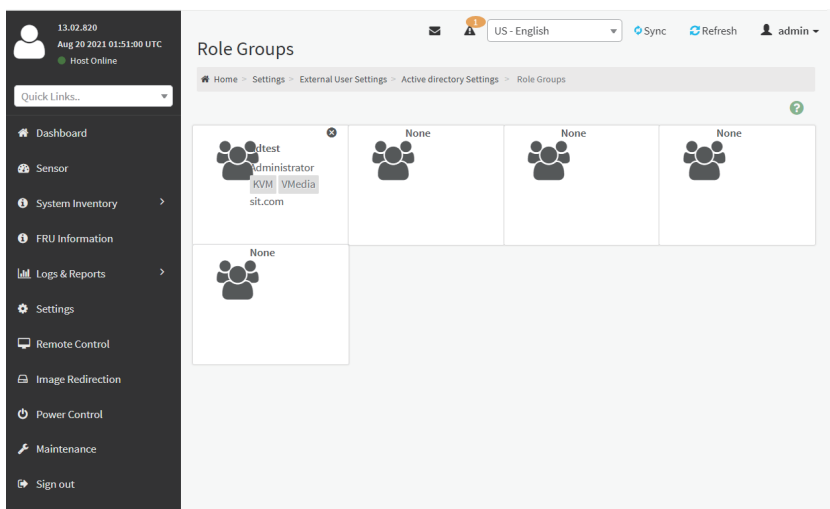 13.02.820
Aug 20 2021 01:51:00 UTC
Host Online
Quick Links..
Dashboard
Sensor
System Inventory
FRU Information
Logs & Reports
Settings
Remote Control
Image Redirection
Power Control
Maintenance
Sign out
1
US - English
Sync
Refresh
admin
Role Groups
Home > Settings > External User Settings > Active directory Settings > Role Groups
?
Administrator
KVM VMedia
sit.com
None
None
None
None